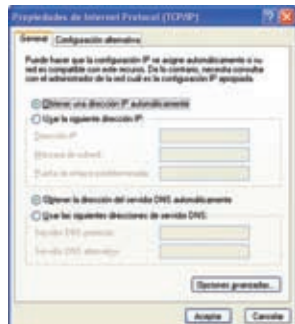 Propiedades de Internet Protocol (TCP/IP)
General
Configuración alternativa
Puede hacer que la configuración IP se asigne automáticamente si su
red es compatible con este recurso. De lo contrario, necesita consultar
con el administrador de la red cuál es la configuración IP apropiada.
Obtener una dirección IP automáticamente
Usar la siguiente dirección IP:
Dirección IP:
Máscara de subred:
Puerta de enlace predeterminada:
Obtener la dirección del servidor DNS automáticamente
Usar las siguientes direcciones de servidor DNS:
Servidor DNS preferido:
Servidor DNS alternativo:
Opciones avanzadas...
Aceptar
Cancelar